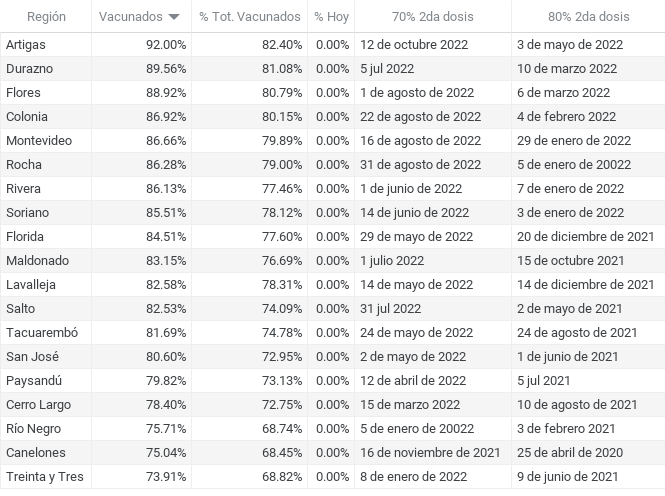 Región Vacunados % Tot. Vacunados % Hoy 70% 2da dosis 80% 2da dosis
Artigas 92.00% 82.40% 0.00% 12 de octubre 2022 3 de mayo de 2022
Durazno 89.56% 81.08% 0.00% 5 jul 2022 10 de marzo 2022
Flores 88.92% 80.79% 0.00% 1 de agosto de 2022 6 de marzo 2022
Colonia 86.92% 80.15% 0.00% 22 de agosto de 2022 4 de febrero 2022
Montevideo 86.66% 79.89% 0.00% 16 de agosto de 2022 29 de enero de 2022
Rocha 86.28% 79.00% 0.00% 31 de agosto de 2022 5 de enero de 20022
Rivera 86.13% 77.46% 0.00% 1 de junio de 2022 7 de enero de 2022
Soriano 85.51% 78.12% 0.00% 14 de junio de 2022 3 de enero de 2022
Florida 84.51% 77.60% 0.00% 29 de mayo de 2022 20 de diciembre de 2021
Maldonado 83.15% 76.69% 0.00% 1 julio 2022 15 de octubre 2021
Lavalleja 82.58% 78.31% 0.00% 14 de mayo de 2022 14 de diciembre de 2021
Salto 82.53% 74.09% 0.00% 31 jul 2022 2 de mayo de 2021
Tacuarembó 81.69% 74.78% 0.00% 24 de mayo de 2022 24 de agosto de 2021
San José 80.60% 72.95% 0.00% 2 de mayo de 2022 1 de junio de 2021
Paysandú 79.82% 73.13% 0.00% 12 de abril de 2022 5 jul 2021
Cerro Largo 78.40% 72.75% 0.00% 15 de marzo 2022 10 de agosto de 2021
Río Negro 75.71% 68.74% 0.00% 5 de enero de 20022 3 de febrero 2021
Canelones 75.04% 68.45% 0.00% 16 de noviembre de 2021 25 de abril de 2020
Treinta y Tres 73.91% 68.82% 0.00% 8 de enero de 2022 9 de junio de 2021